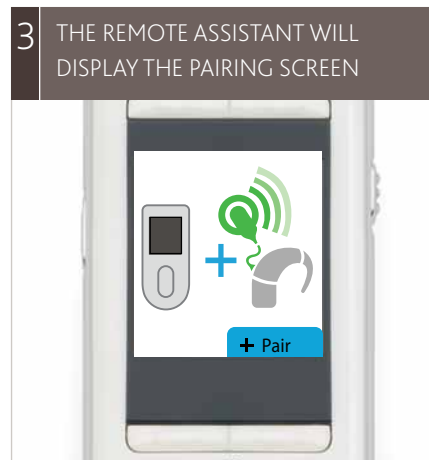 3
THE REMOTE ASSISTANT WILL
DISPLAY THE PAIRING SCREEN
+ Pair